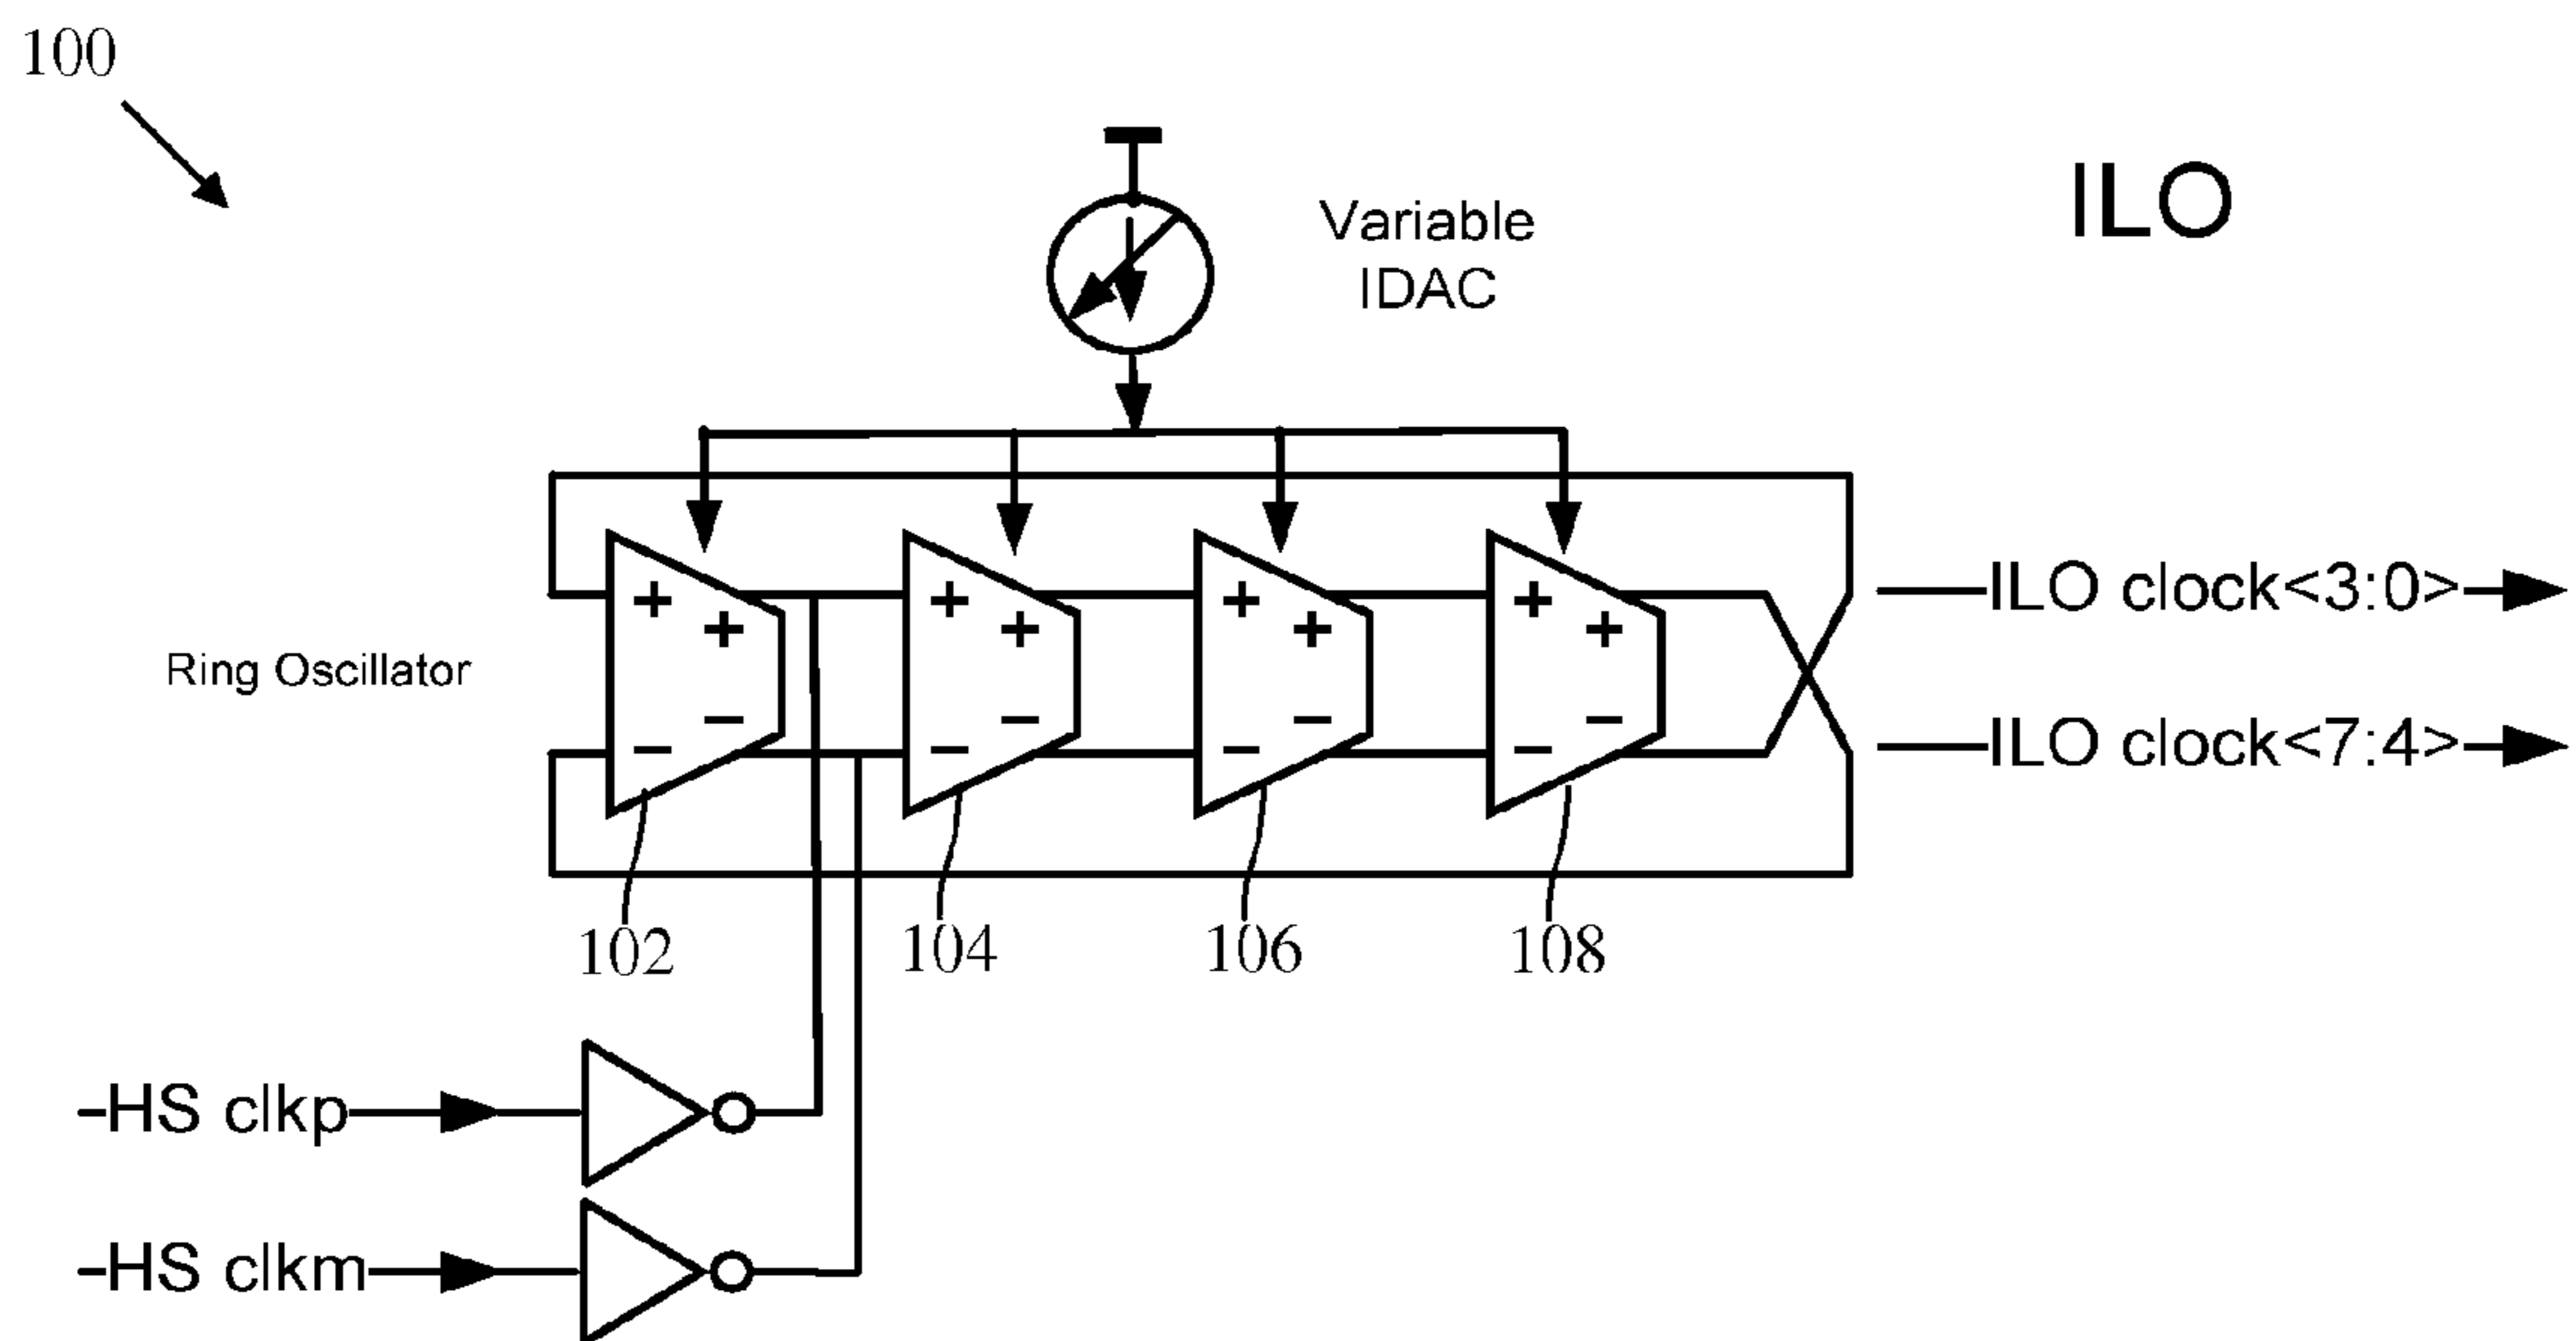 100
ILO
Variable
IDAC
ILO clock<3:0>
+ + + +
+ + + +
Ring Oscillator
− − − −
− − − −
ILO clock<7:4>
102 104 106 108
-HS clkp
-HS clkm